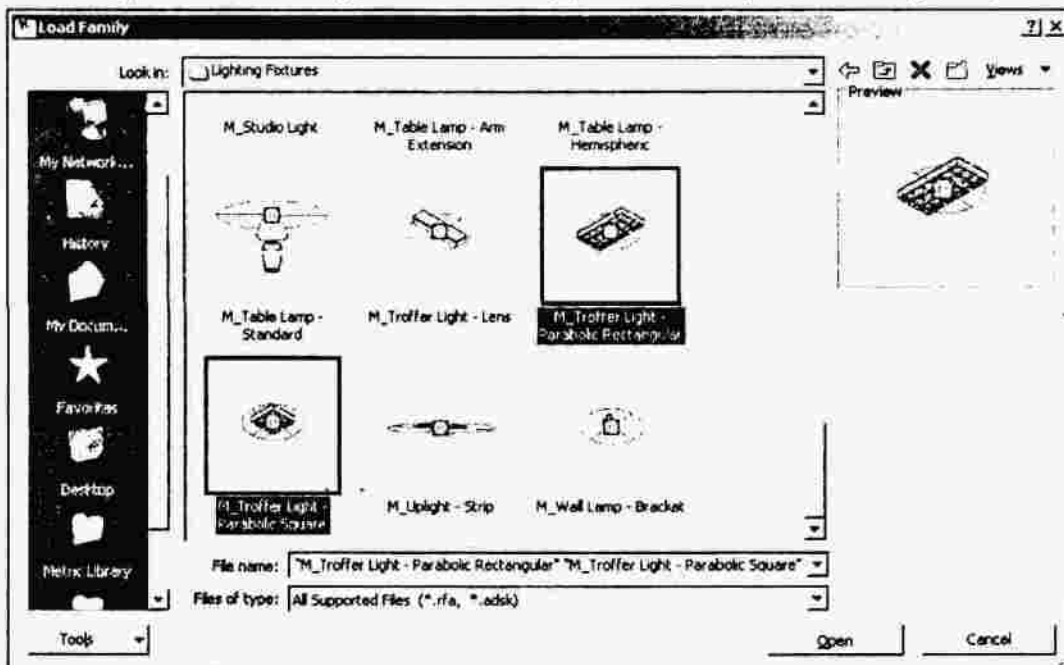 Load Family
? X
Look in: Lighting Fixtures
Views
Preview
My Network ...
History
My Docum...
Favorites
Desktop
Metric Library
M_Studio Light
M_Table Lamp - Arm
Extension
M_Table Lamp -
Hemispheric
M_Table Lamp -
Standard
M_Troffer Light - Lens
M_Troffer Light -
Parabolic Rectangular
M_Troffer Light -
Parabolic Square
M_Uplight - Strip
M_Wall Lamp - Bracket
File name: "M_Troffer Light - Parabolic Rectangular" "M_Troffer Light - Parabolic Square"
Files of type: All Supported Files (*.rfa, *.adsk)
Tools
Open
Cancel